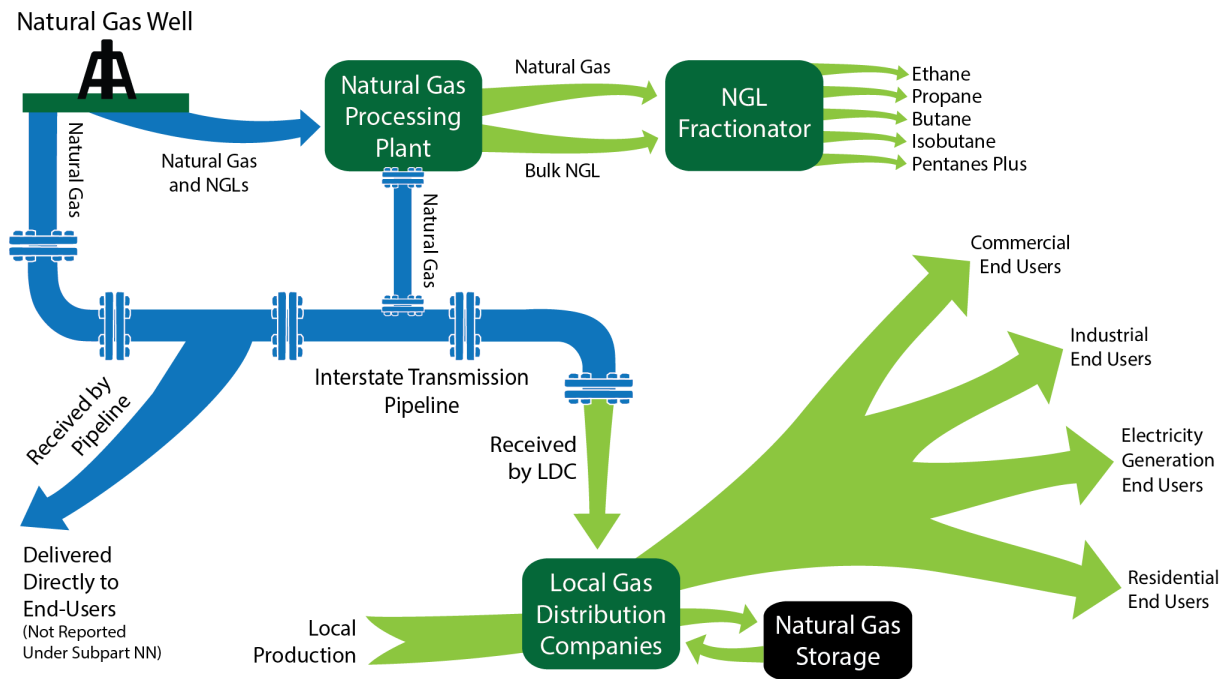 Natural Gas Well
Natural Gas
Natural Gas
and NGLs
Natural Gas
Processing
Plant
Natural Gas
Bulk NGL
NGL
Fractionator
Ethane
Propane
Butane
Isobutane
Pentanes Plus
Natural Gas
Interstate Transmission
Pipeline
Received by
Pipeline
Delivered
Directly to
End-Users
(Not Reported
Under Subpart NN)
Received
by LDC
Local Gas
Distribution
Companies
Local
Production
Natural Gas
Storage
Commercial
End Users
Industrial
End Users
Electricity
Generation
End Users
Residential
End Users